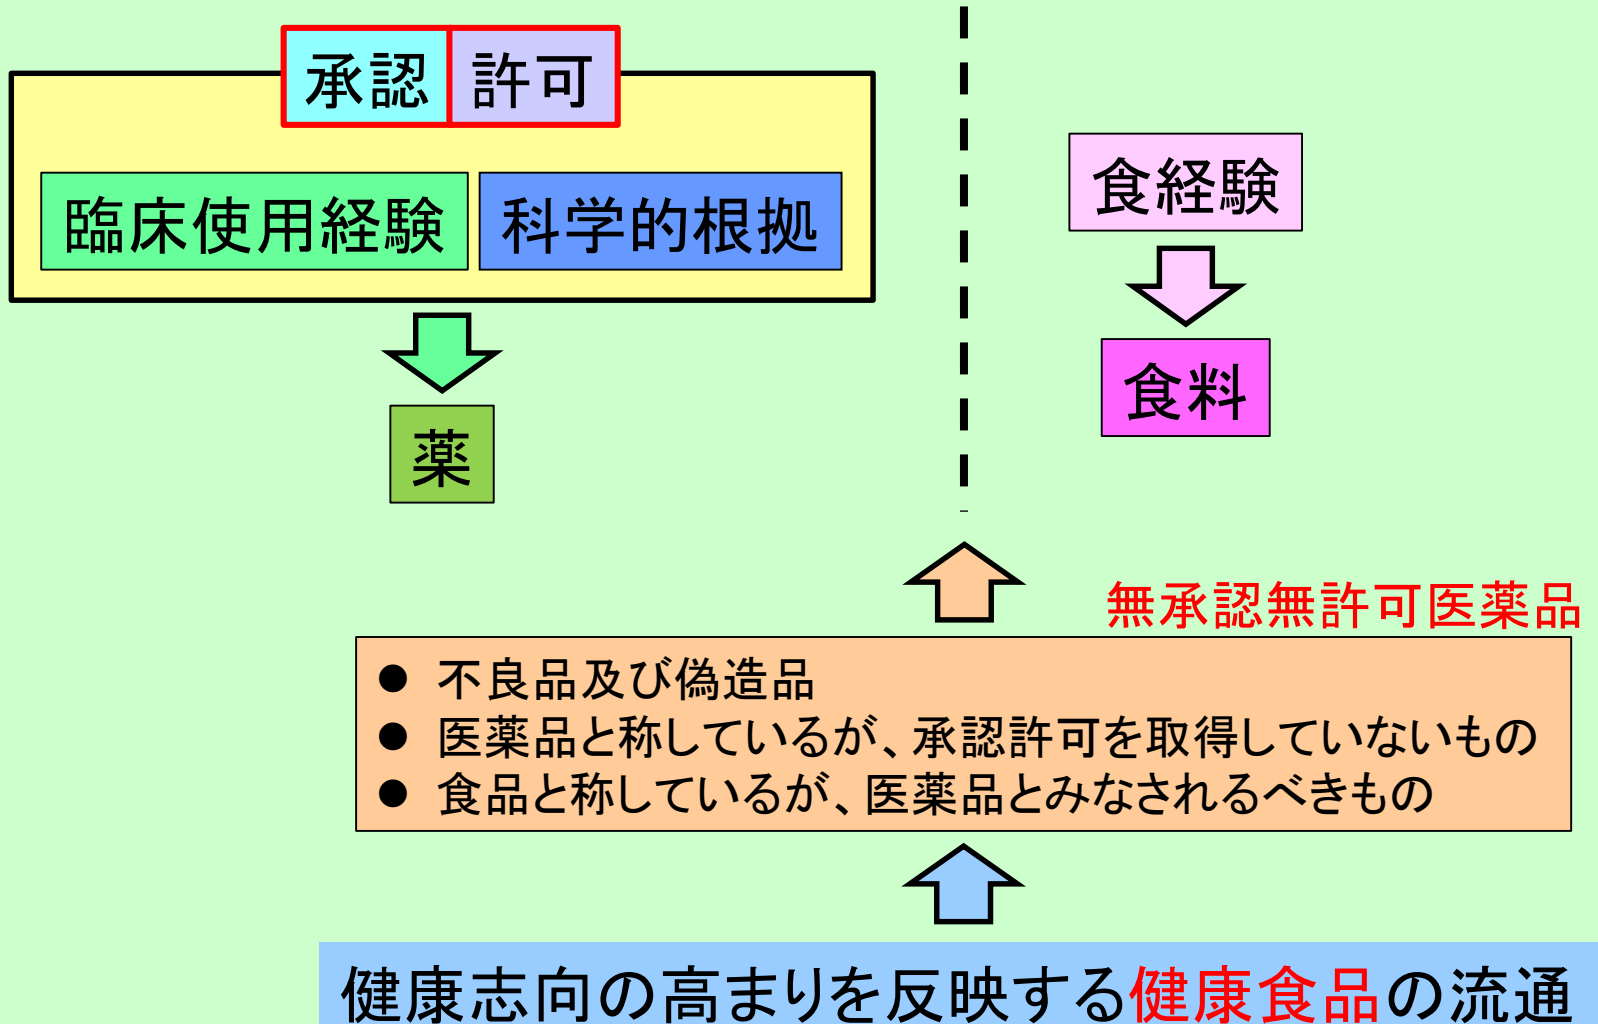 承認 許可
臨床使用経験 科学的根拠
薬
食経験
食料
無承認無許可医薬品
● 不良品及び偽造品
● 医薬品と称しているが、承認許可を取得していないもの
● 食品と称しているが、医薬品とみなされるべきもの
健康志向の高まりを反映する健康食品の流通